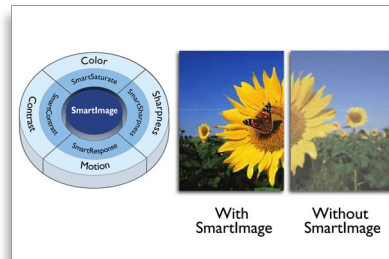 Color
SmartSaturate
Contrast
SmartContrast
SmartImage
SmartSharpness
Sharpness
SmartResponse
Motion
With
SmartImage
Without
SmartImage